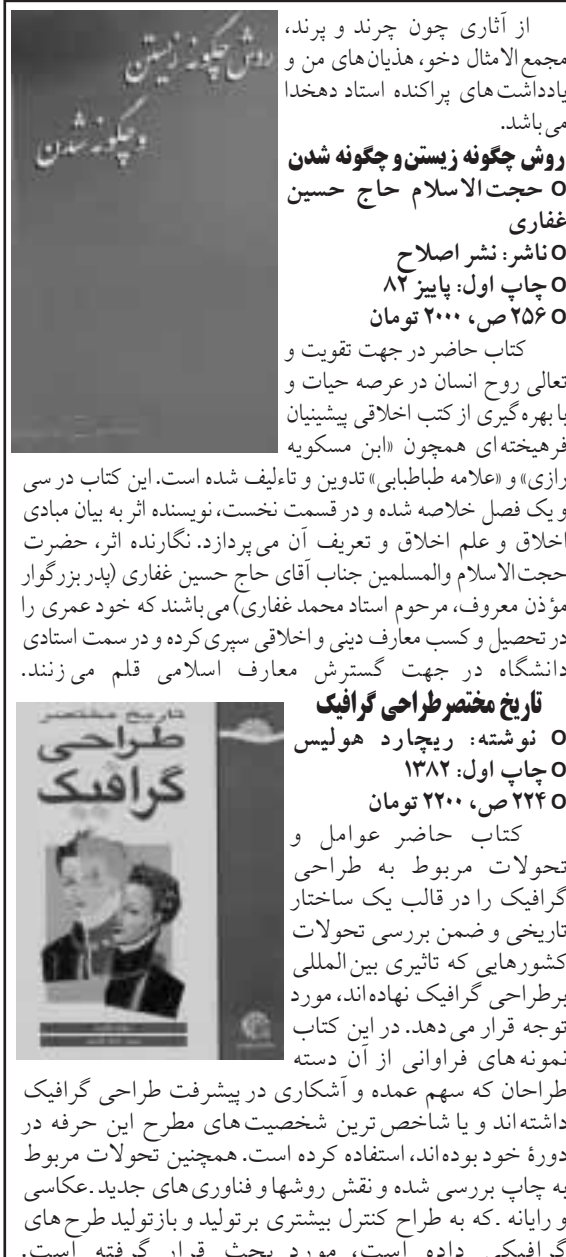 از آثاری چون چرند و پرند،
مجمع‌الامثال دخو، هذیان‌های من و
یادداشت‌های پراکنده استاد دهخدا
می‌باشد.
روش چگونه زیستن و چگونه شدن
روش چگونه زیستن
و چگونه شدن
o حجت‌الاسلام حاج حسین
غفاری
o ناشر: نشر اصلاح
o چاپ اول: پاییز ۸۲
o ۲۵۶ ص، ۲۰۰۰ تومان
کتاب حاضر در جهت تقویت و
تعالی روح انسان در عرصه حیات و
با بهره‌گیری از کتب اخلاقی پیشینیان
فرهیخته‌ای همچون «ابن مسکویه
رازی» و «علامه طباطبایی» تدوین و تاءلیف شده است. این کتاب در سی
و یک فصل خلاصه شده و در قسمت نخست، نویسنده اثر به بیان مبادی
اخلاق و علم اخلاق و تعریف آن می‌پردازد. نگارنده اثر، حضرت
حجت‌الاسلام والمسلمین جناب آقای حاج حسین غفاری (پدر بزرگوار
مؤذن معروف، مرحوم استاد محمد غفاری) می‌باشند که خود عمری را
در تحصیل و کسب معارف دینی و اخلاقی سپری کرده و در سمت استادی
دانشگاه در جهت گسترش معارف اسلامی قلم می‌زنند.
تاریخ مختصر طراحی گرافیک
تاریخ مختصر
طراحی
گرافیک
o نوشته: ریچارد هولیس
o چاپ اول: ۱۳۸۲
o ۲۲۴ ص، ۲۲۰۰ تومان
کتاب حاضر عوامل و
تحولات مربوط به طراحی
گرافیک را در قالب یک ساختار
تاریخی و ضمن بررسی تحولات
کشورهایی که تاثیری بین‌المللی
برطراحی گرافیک نهاده‌اند، مورد
توجه قرار می‌دهد. در این کتاب
نمونه‌های فراوانی از آن دسته
طراحان که سهم عمده و آشکاری در پیشرفت طراحی گرافیک
داشته‌اند و یا شاخص‌ترین شخصیت‌های مطرح این حرفه در
دورهٔ خود بوده‌اند، استفاده کرده است. همچنین تحولات مربوط
به چاپ بررسی شده و نقش روشها و فناوری‌های جدید ـ عکاسی
و رایانه ـ که به طراح کنترل بیشتری بر تولید و بازتولید طرح‌های
گرافیکی داده است، مورد بحث قرار گرفته است.